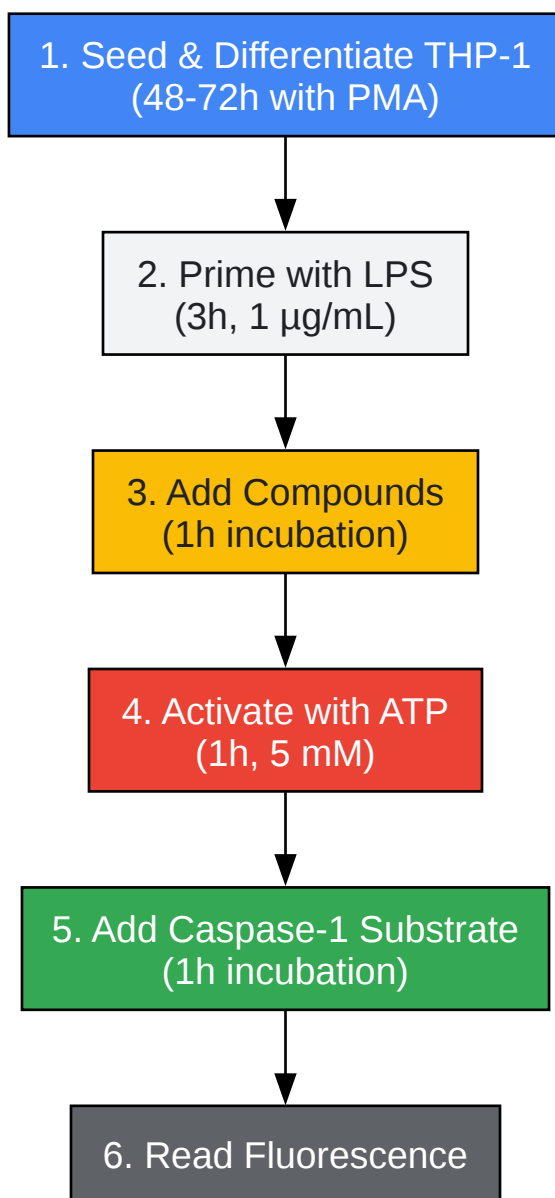 1. Seed & Differentiate THP-1
(48-72h with PMA)
2. Prime with LPS
(3h, 1 µg/mL)
3. Add Compounds
(1h incubation)
4. Activate with ATP
(1h, 5 mM)
5. Add Caspase-1 Substrate
(1h incubation)
6. Read Fluorescence